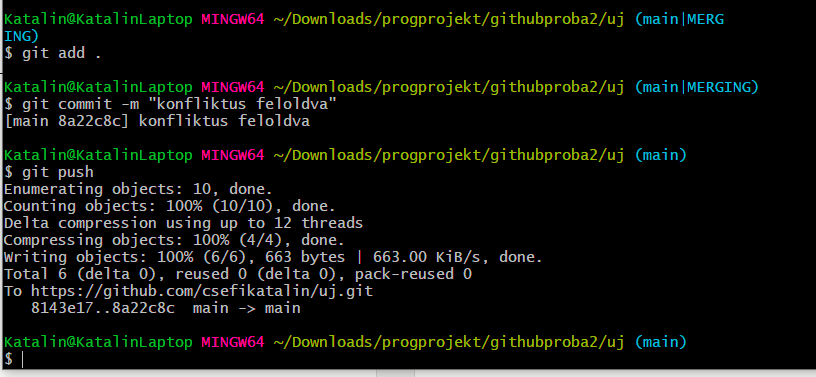 Katalin@KatalinLaptop MINGW64 ~/Downloads/progprojekt/githubproba2/uj (main|MERG
ING)
$ git add .
Katalin@KatalinLaptop MINGW64 ~/Downloads/progprojekt/githubproba2/uj (main|MERGING)
$ git commit -m "konfliktus feloldva"
[main 8a22c8c] konfliktus feloldva
Katalin@KatalinLaptop MINGW64 ~/Downloads/progprojekt/githubproba2/uj (main)
$ git push
Enumerating objects: 10, done.
Counting objects: 100% (10/10), done.
Delta compression using up to 12 threads
Compressing objects: 100% (4/4), done.
Writing objects: 100% (6/6), 663 bytes | 663.00 KiB/s, done.
Total 6 (delta 0), reused 0 (delta 0), pack-reused 0
To https://github.com/csefikatalin/uj.git
   8143e17..8a22c8c  main -> main
Katalin@KatalinLaptop MINGW64 ~/Downloads/progprojekt/githubproba2/uj (main)
$